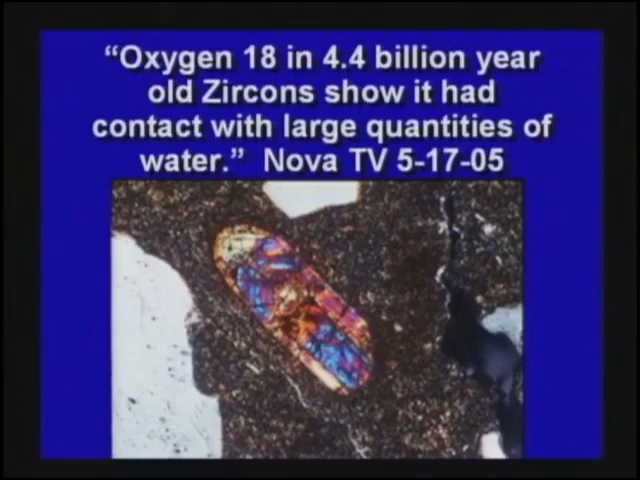 “Oxygen 18 in 4.4 billion year
old Zircons show it had
contact with large quantities of
water.”  Nova TV 5-17-05